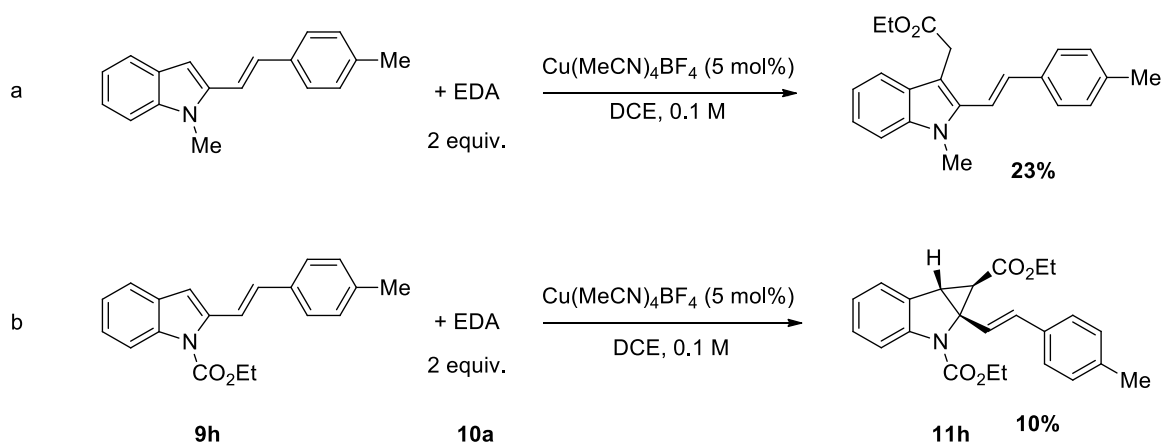 EtO2C
a
Me
N
Me
+ EDA
2 equiv.
Cu(MeCN)4BF4 (5 mol%)
DCE, 0.1 M
Me
N
Me
23%
b
Me
N
CO2Et
+ EDA
2 equiv.
Cu(MeCN)4BF4 (5 mol%)
DCE, 0.1 M
H
CO2Et
N
CO2Et
Me
9h
10a
11h
10%